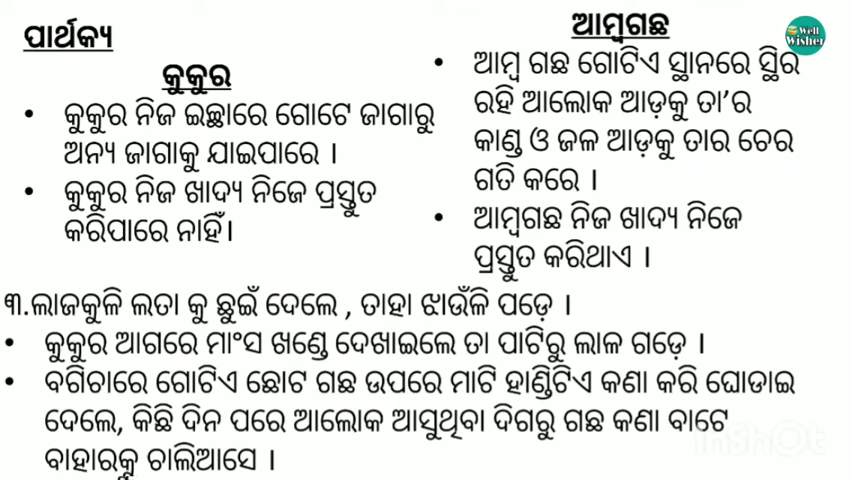 ପାର୍ଥକ୍ୟ
କୁକୁର
• କୁକୁର ନିଜ ଇଚ୍ଛାରେ ଗୋଟେ ଜାଗାରୁ
ଅନ୍ୟ ଜାଗାକୁ ଯାଇପାରେ ।
• କୁକୁର ନିଜ ଖାଦ୍ୟ ନିଜେ ପ୍ରସ୍ତୁତ
କରିପାରେ ନାହିଁ।
ଆମ୍ବଗଛ
• ଆମ୍ବ ଗଛ ଗୋଟିଏ ସ୍ଥାନରେ ସ୍ଥିର
ରହି ଆଲୋକ ଆଡ଼କୁ ତା’ର
କାଣ୍ଡ ଓ ଜଳ ଆଡ଼କୁ ତାର ଚେର
ଗତି କରେ ।
• ଆମ୍ବଗଛ ନିଜ ଖାଦ୍ୟ ନିଜେ
ପ୍ରସ୍ତୁତ କରିଥାଏ ।
Well
Wisher
୩.ଲାଜକୁଳି ଲତା କୁ ଛୁଇଁ ଦେଲେ , ତାହା ଝାଉଁଳି ପଡ଼େ ।
• କୁକୁର ଆଗରେ ମାଂସ ଖଣ୍ଡେ ଦେଖାଇଲେ ତା ପାଟିରୁ ଲାଳ ଗଡ଼େ ।
• ବଗିଚାରେ ଗୋଟିଏ ଛୋଟ ଗଛ ଉପରେ ମାଟି ହାଣ୍ଡିଟିଏ କଣା କରି ଘୋଡାଇ
ଦେଲେ, କିଛି ଦିନ ପରେ ଆଲୋକ ଆସୁଥିବା ଦିଗରୁ ଗଛ କଣା ବାଟେ
ବାହାରକୁ ଚାଲିଆସେ ।
InShOt